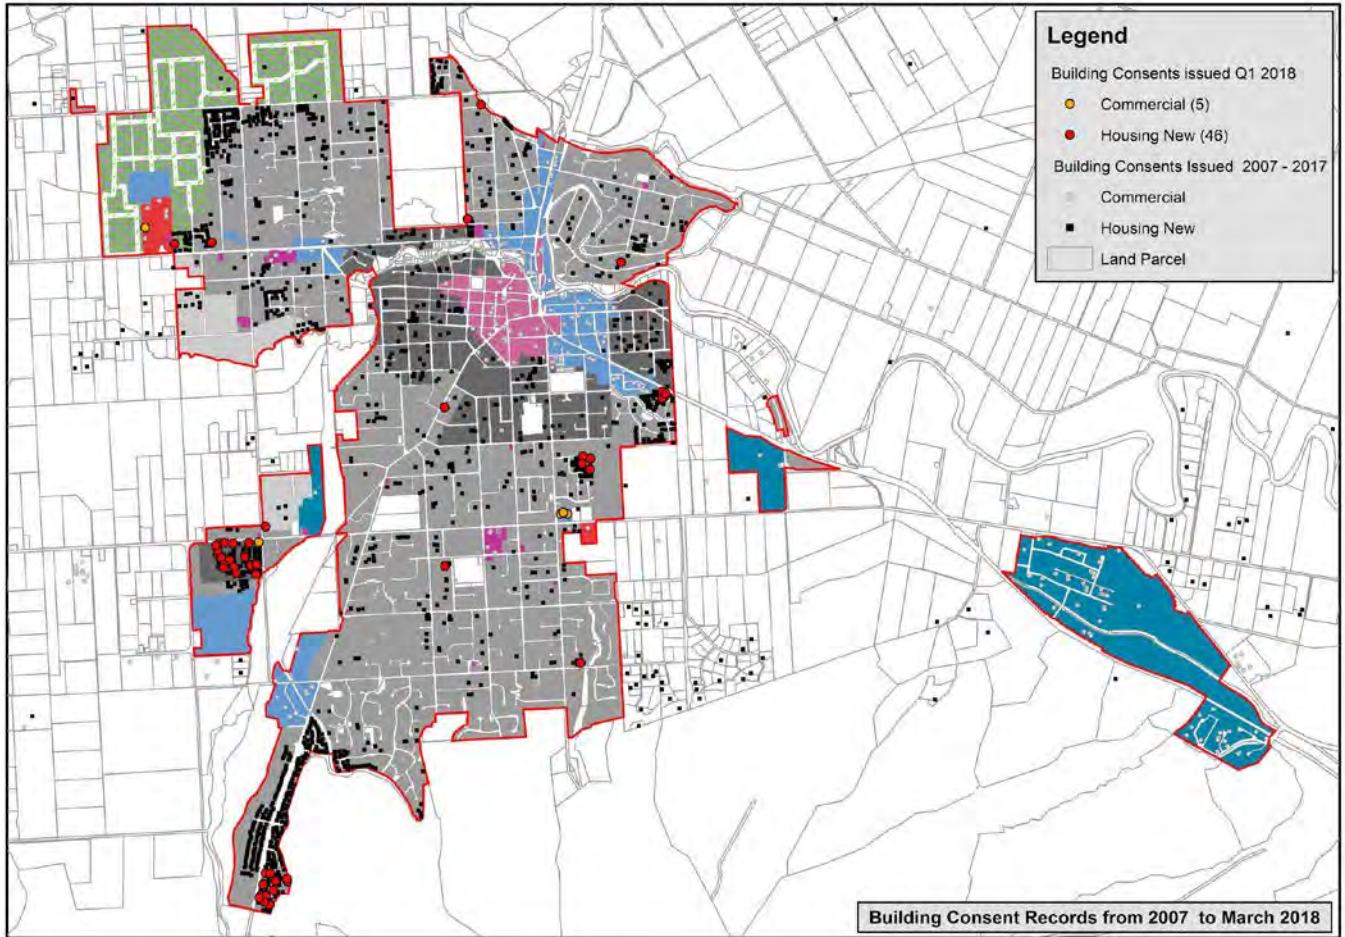 Legend
Building Consents issued Q1 2018
Commercial (5)
Housing New (46)
Building Consents Issued 2007 - 2017
Commercial
Housing New
Land Parcel
Building Consent Records from 2007 to March 2018